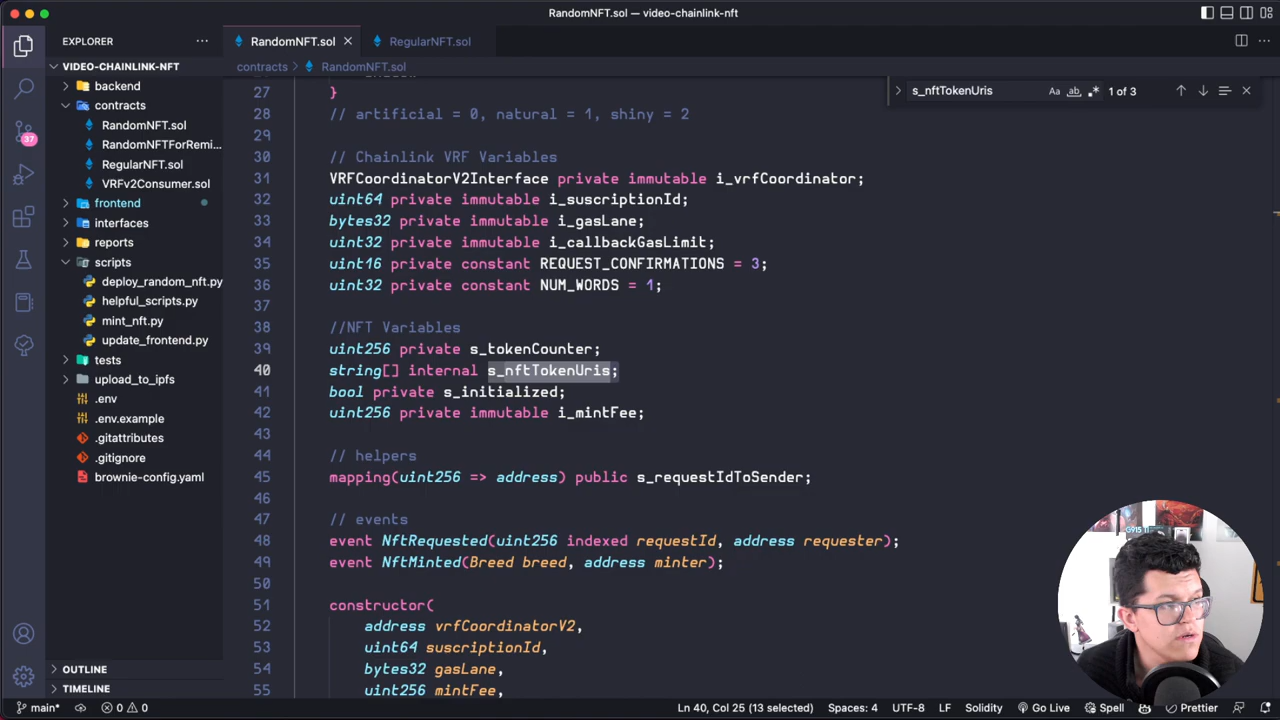 RandomNFT.sol — video-chainlink-nft
EXPLORER
VIDEO-CHAINLINK-NFT
backend
contracts
RandomNFT.sol
RandomNFTForRemi...
RegularNFT.sol
VRFv2Consumer.sol
frontend
interfaces
reports
scripts
deploy_random_nft.py
helpful_scripts.py
mint_nft.py
update_frontend.py
tests
upload_to_ipfs
.env
.env.example
.gitattributes
.gitignore
brownie-config.yaml
OUTLINE
TIMELINE
37
RandomNFT.sol
RegularNFT.sol
contracts > RandomNFT.sol
s_nftTokenUris
Aa ab .*
1 of 3
27 }
28 // artificial = 0, natural = 1, shiny = 2
29
30 // Chainlink VRF Variables
31 VRFCoordinatorV2Interface private immutable i_vrfCoordinator;
32 uint64 private immutable i_suscriptionId;
33 bytes32 private immutable i_gasLane;
34 uint32 private immutable i_callbackGasLimit;
35 uint16 private constant REQUEST_CONFIRMATIONS = 3;
36 uint32 private constant NUM_WORDS = 1;
37
38 //NFT Variables
39 uint256 private s_tokenCounter;
40 string[] internal s_nftTokenUris;
41 bool private s_initialized;
42 uint256 private immutable i_mintFee;
43
44 // helpers
45 mapping(uint256 => address) public s_requestIdToSender;
46
47 // events
48 event NftRequested(uint256 indexed requestId, address requester);
49 event NftMinted(Breed breed, address minter);
50
51 constructor(
52 address vrfCoordinatorV2,
53 uint64 suscriptionId,
54 bytes32 gasLane,
55 uint256 mintFee,
main*
0 0
Ln 40, Col 25 (13 selected)
Spaces: 4
UTF-8
LF
Solidity
Go Live
Spell
Prettier